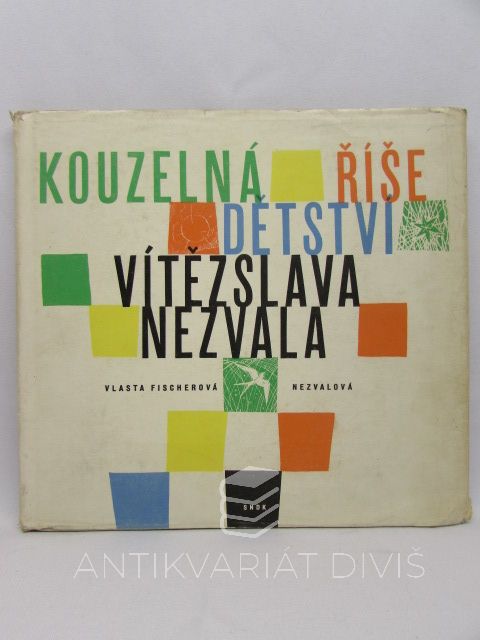 KOUZELNÁ ŘÍŠE
DĚTSTVÍ
VÍTĚZSLAVA
NEZVALA
VLASTA FISCHEROVÁ NEZVALOVÁ
SNDK
ANTIKVARIÁT DIVIŠ